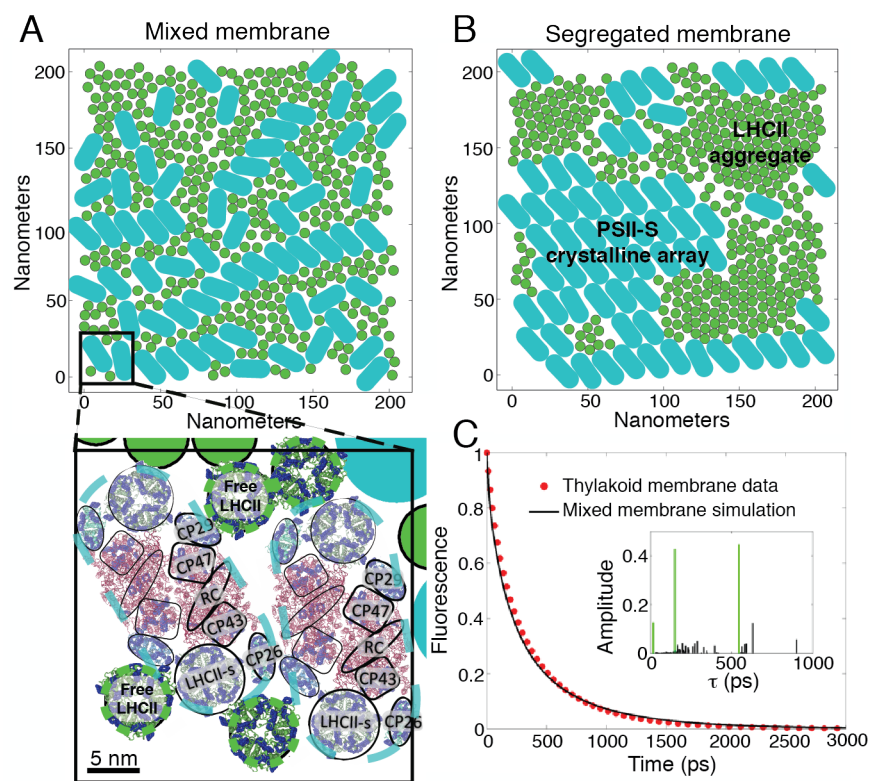 A
Mixed membrane
200
150
100
50
0
Nanometers
0
50
100
150
200
Nanometers
B
Segregated membrane
200
150
100
50
0
Nanometers
LHCII
aggregate
PSII-S
crystalline array
0
50
100
150
200
Nanometers
Free
LHCII
CP29
CP47
RC
CP43
CP26
LHCII-s
Free
LHCII
CP29
CP47
RC
CP43
LHCII-s
CP26
5 nm
C
1
0.8
0.6
0.4
0.2
0
Fluorescence
Thylakoid membrane data
Mixed membrane simulation
0.4
0.2
0
Amplitude
0
500
1000
τ (ps)
0
500
1000
1500
2000
2500
3000
Time (ps)